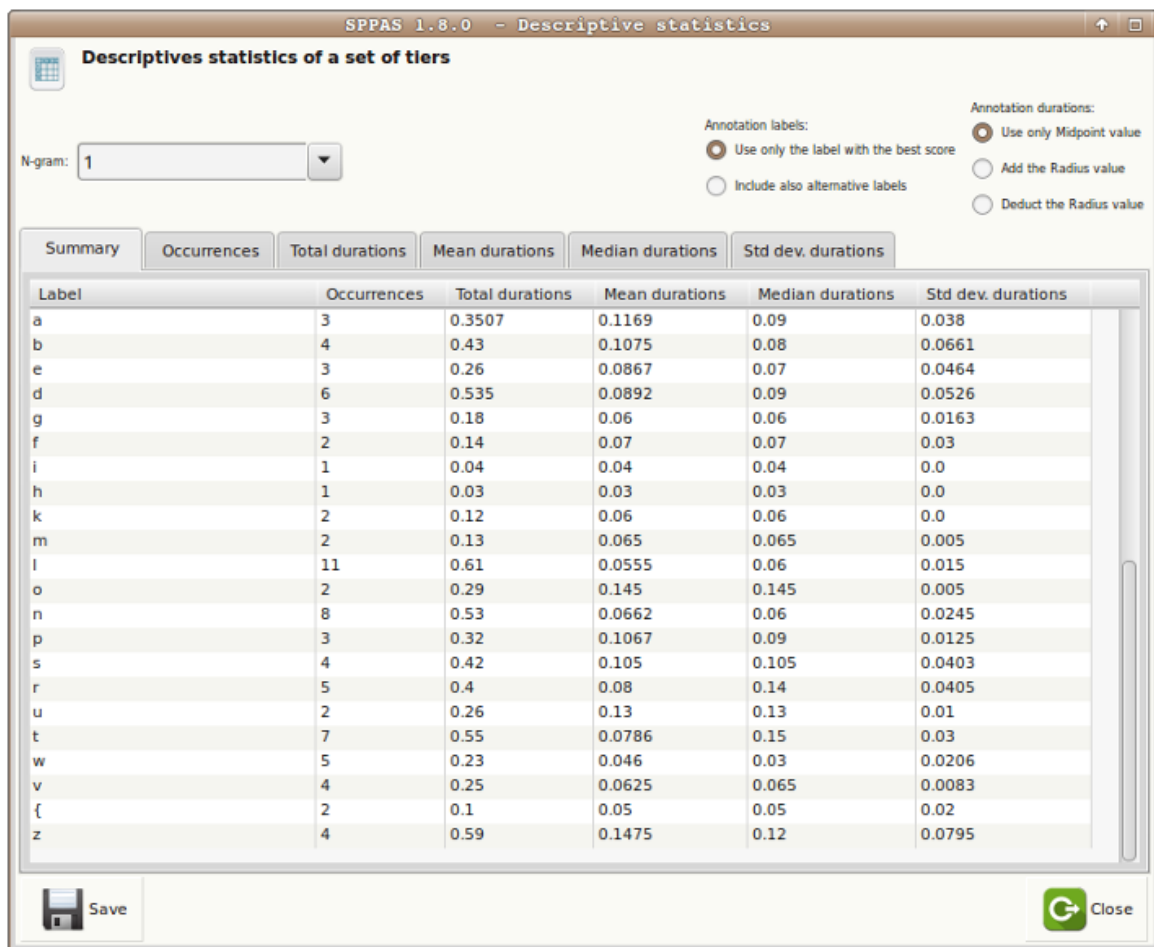 SPPAS 1.8.0 - Descriptive statistics
Descriptives statistics of a set of tiers
N-gram: 1
Annotation labels:
Use only the label with the best score
Include also alternative labels
Annotation durations:
Use only Midpoint value
Add the Radius value
Deduct the Radius value
Summary Occurrences Total durations Mean durations Median durations Std dev. durations
Label Occurrences Total durations Mean durations Median durations Std dev. durations
a 3 0.3507 0.1169 0.09 0.038
b 4 0.43 0.1075 0.08 0.0661
e 3 0.26 0.0867 0.07 0.0464
d 6 0.535 0.0892 0.09 0.0526
g 3 0.18 0.06 0.06 0.0163
f 2 0.14 0.07 0.07 0.03
i 1 0.04 0.04 0.04 0.0
h 1 0.03 0.03 0.03 0.0
k 2 0.12 0.06 0.06 0.0
m 2 0.13 0.065 0.065 0.005
l 11 0.61 0.0555 0.06 0.015
o 2 0.29 0.145 0.145 0.005
n 8 0.53 0.0662 0.06 0.0245
p 3 0.32 0.1067 0.09 0.0125
s 4 0.42 0.105 0.105 0.0403
r 5 0.4 0.08 0.14 0.0405
u 2 0.26 0.13 0.13 0.01
t 7 0.55 0.0786 0.15 0.03
w 5 0.23 0.046 0.03 0.0206
v 4 0.25 0.0625 0.065 0.0083
{ 2 0.1 0.05 0.05 0.02
z 4 0.59 0.1475 0.12 0.0795
Save
Close